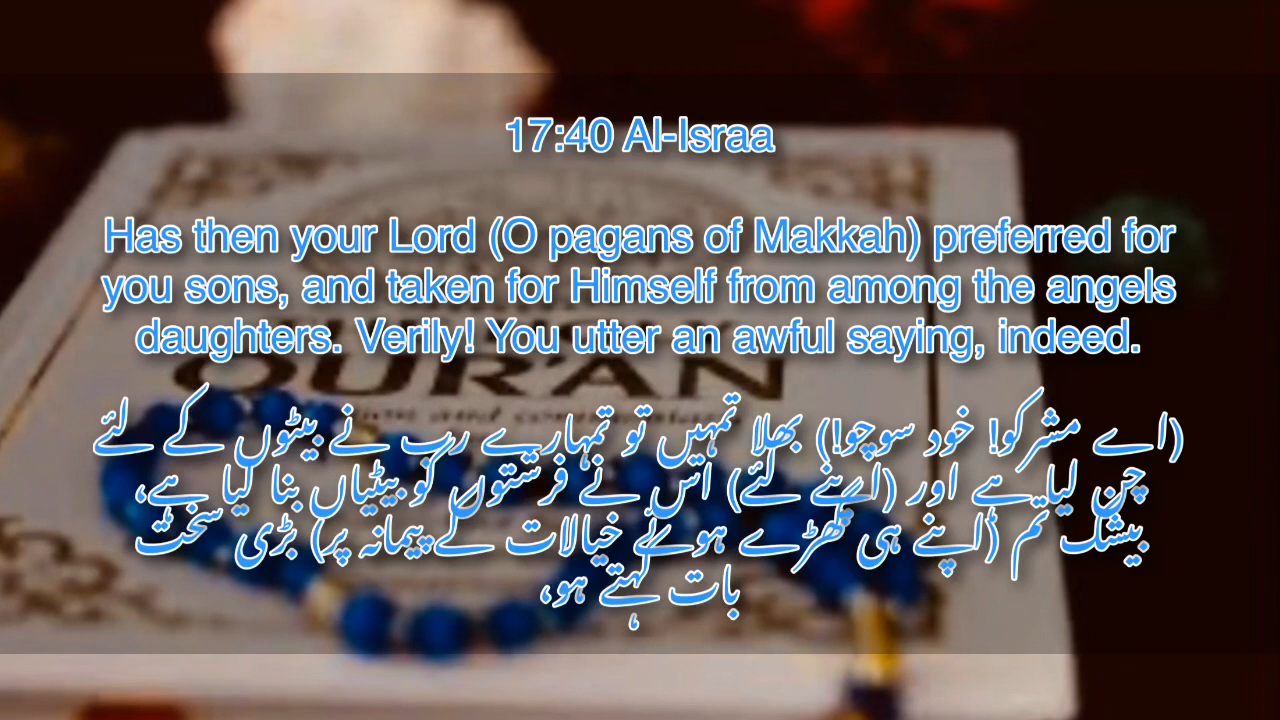 17:40 Al-Israa
Has then your Lord (O pagans of Makkah) preferred for
you sons, and taken for Himself from among the angels
daughters. Verily! You utter an awful saying, indeed.
QUR'AN
(اے مشرکو! خود سوچو!) بھلا تمہیں تو تمہارے رب نے بیٹوں کے لئے
چن لیا ہے اور (اپنے لئے) اس نے فرشتوں کو بیٹیاں بنا لیا ہے،
بیشک تم (اپنے ہی گھڑے ہوئے خیالات کے پیمانہ پر) بڑی سخت
بات کہتے ہو،